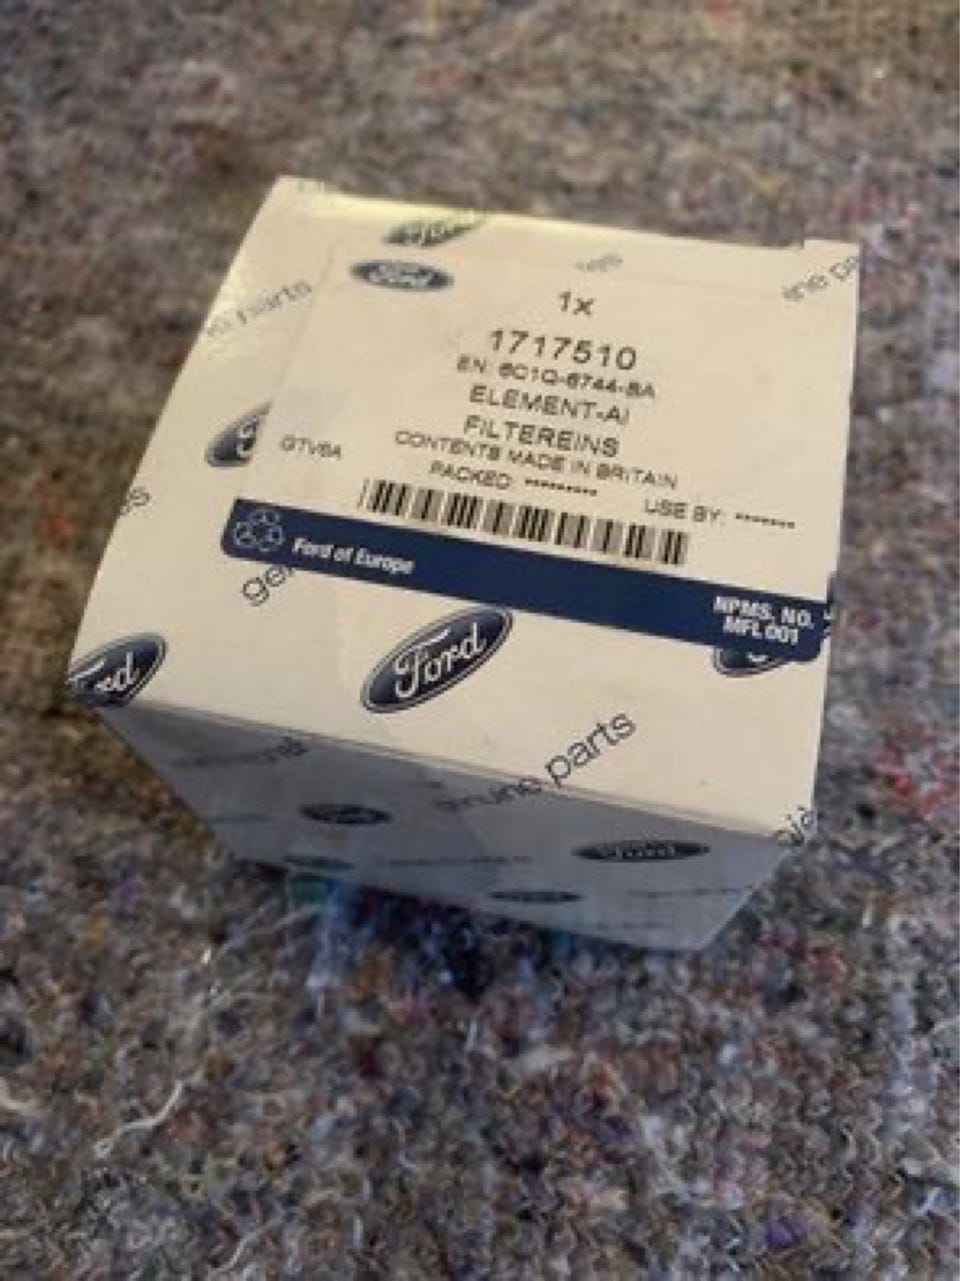 Ford
Ford
1x
1717510
EN: 6C1Q-6744-BA
ELEMENT-AI
FILTEREINS
GTV6A
CONTENTS MADE IN BRITAIN
PACKED: *********
USE BY: *******
Ford of Europe
NPMS. NO.
MFL 001
Ford
genuine parts
Ford